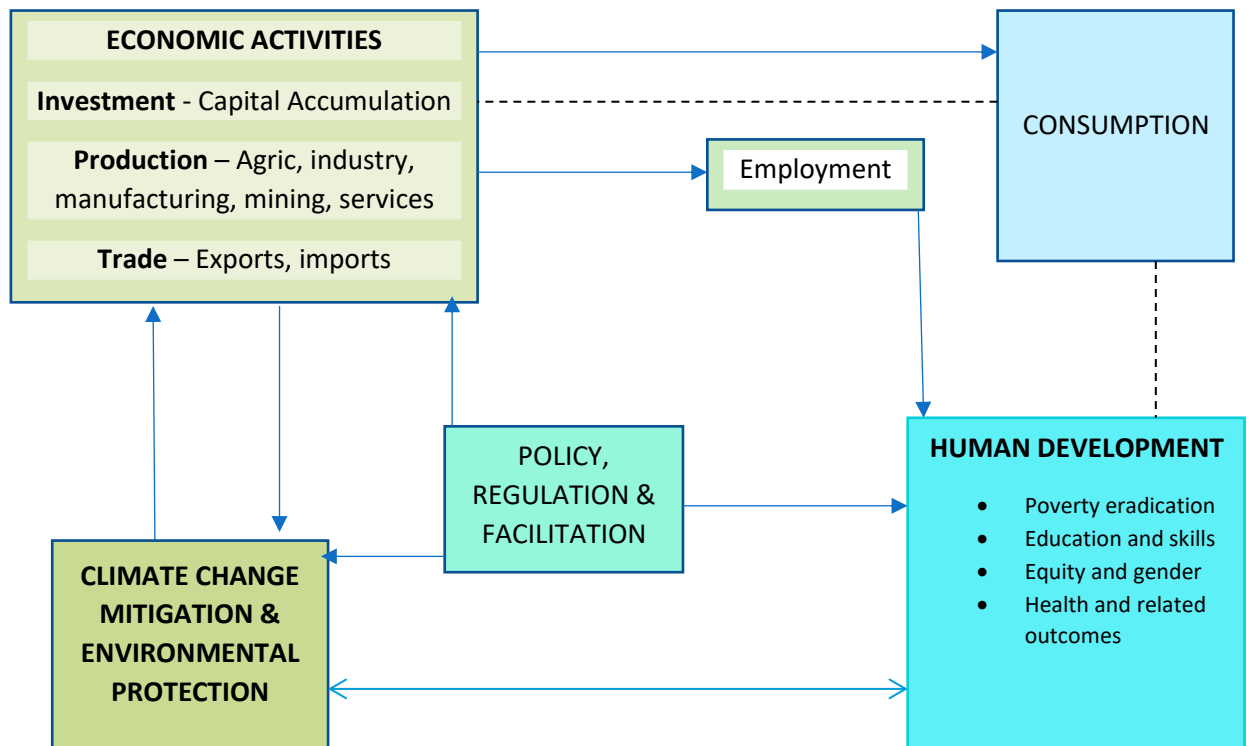 ECONOMIC ACTIVITIES
Investment - Capital Accumulation
Production – Agric, industry,
manufacturing, mining, services
Trade – Exports, imports
CONSUMPTION
Employment
POLICY,
REGULATION &
FACILITATION
HUMAN DEVELOPMENT
• Poverty eradication
• Education and skills
• Equity and gender
• Health and related
outcomes
CLIMATE CHANGE
MITIGATION &
ENVIRONMENTAL
PROTECTION